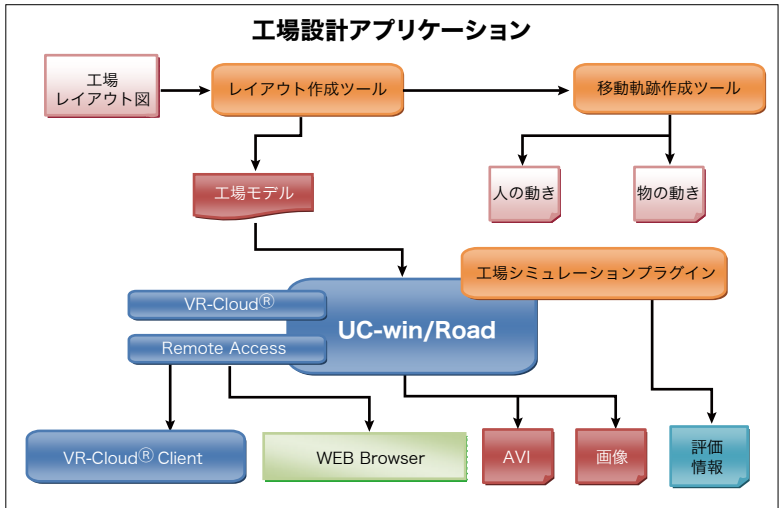 工場設計アプリケーション
工場
レイアウト図
レイアウト作成ツール
移動軌跡作成ツール
工場モデル
人の動き
物の動き
工場シミュレーションプラグイン
VR-Cloud®
UC-win/Road
Remote Access
VR-Cloud® Client
WEB Browser
AVI
画像
評価
情報